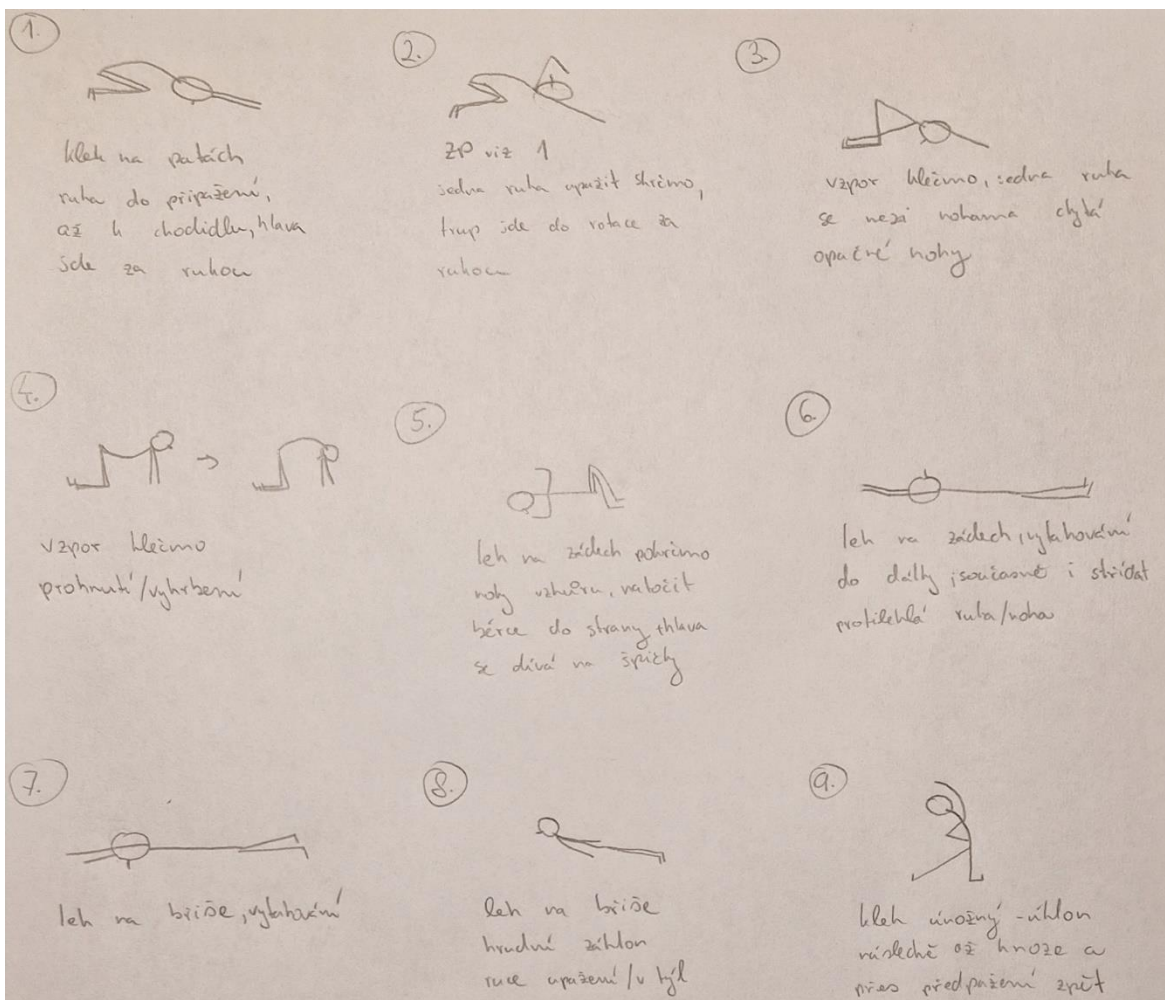 1.
klek na patách
ruka do připažení,
až k chodidlu, hlava
jde za rukou
2.
ZP viz 1
jedna ruka upažit skrčmo,
trup jde do rotace za
rukou
3.
vzpor klečmo, jedna ruka
se mezi nohama chytá
opačné nohy
4.
vzpor klečmo
prohnutí/vyhrbení
5.
leh na zádech pokrčmo
nohy vzhůru, natočit
bérce do strany, hlava
se dívá na špičky
6.
leh na zádech, vytahování
do dálky, současně i střídat
protilehlá ruka/noha
7.
leh na břiše, vytahování
8.
leh na břiše
hrudní záklon
ruce upažení/v týl
9.
klek únožný - úklon
následně až k noze a
přes předpažení zpět